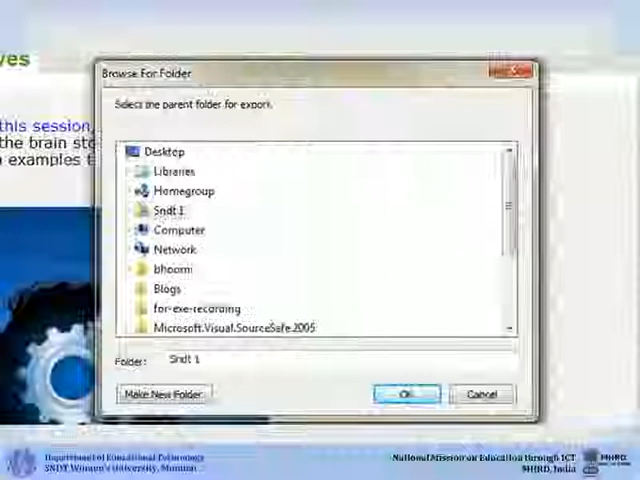 ves
Browse For Folder
Select the parent folder for export.
this session,
the brain sto
n examples t
Desktop
Libraries
Homegroup
Sndt 1
Computer
Network
bhoomi
Blogs
for-exe-recording
Microsoft.Visual.SourceSafe.2005
Folder: Sndt 1
Make New Folder OK Cancel
Department of Educational Technology
SNDT Women's University, Mumbai
National Mission on Education through ICT
MHRD, India
MHRD